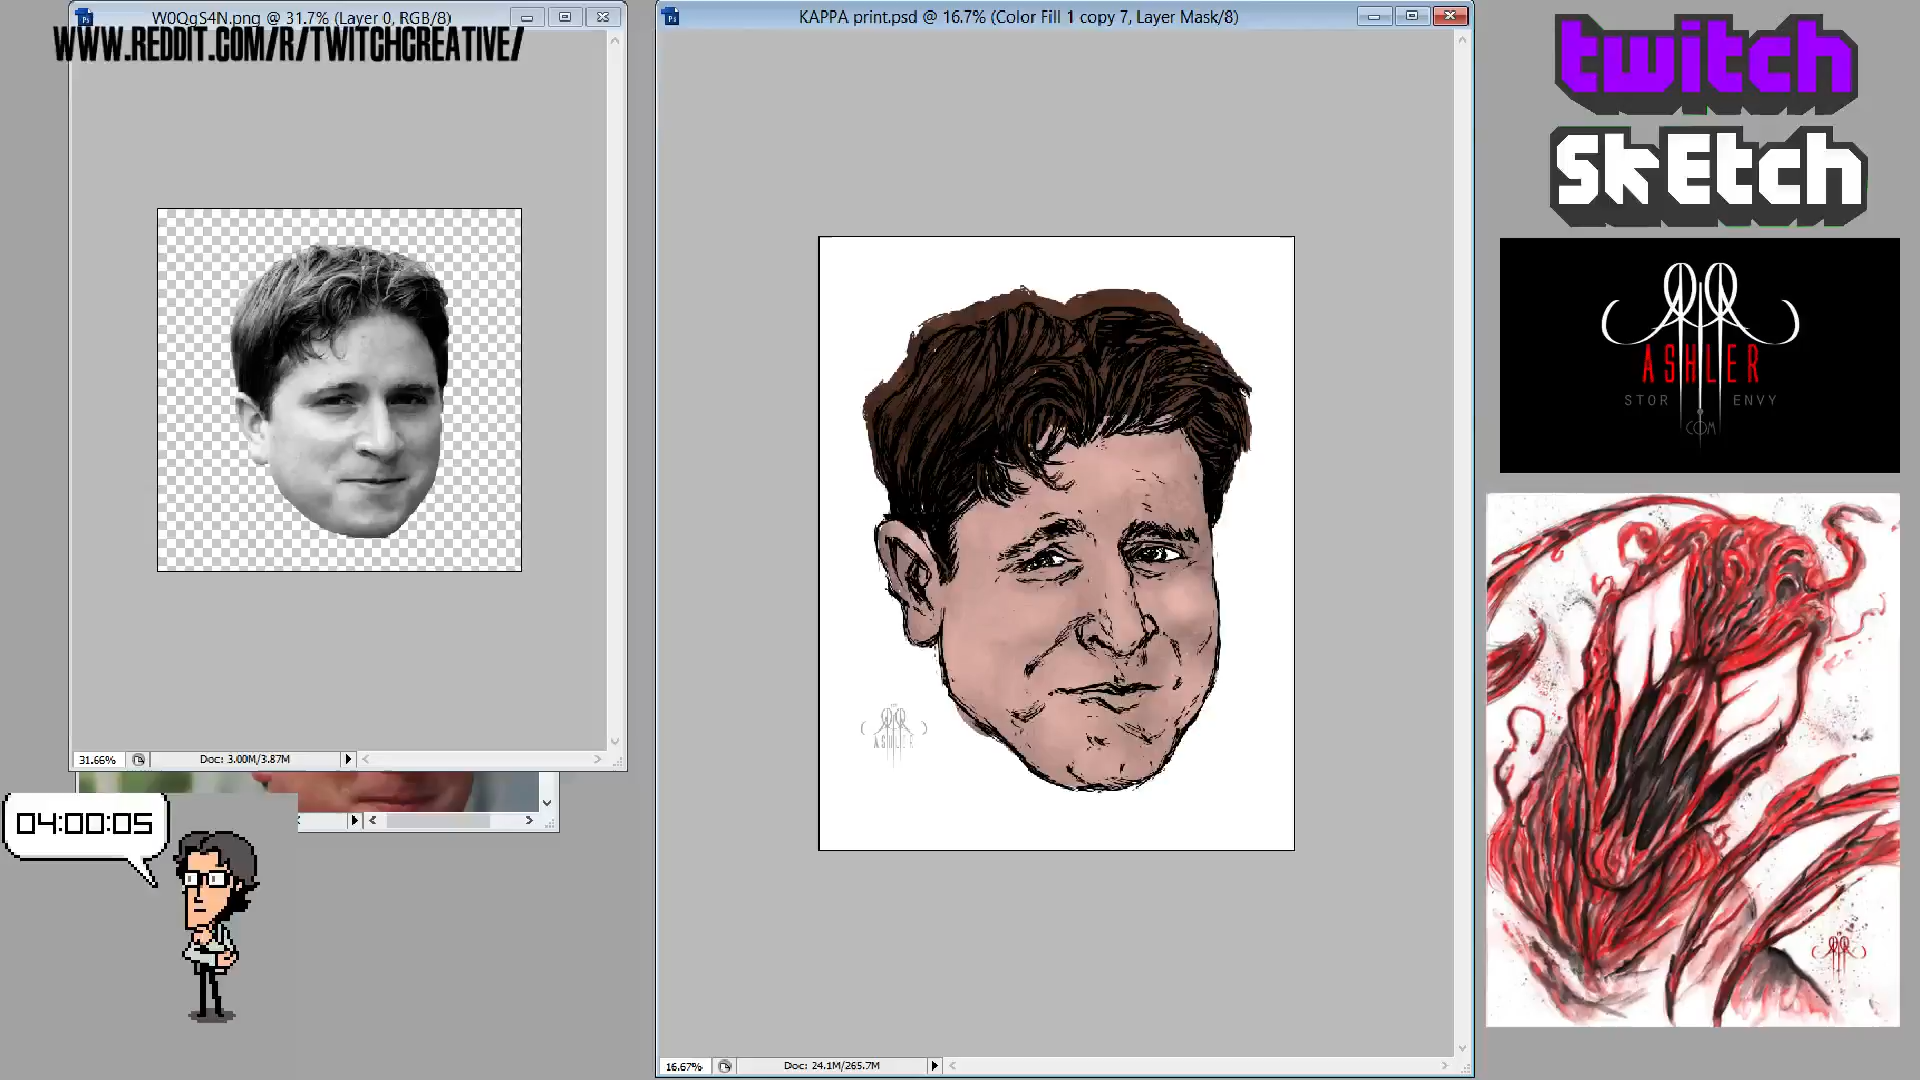 W0QgS4N.png @ 31.7% (Layer 0, RGB/8)
WWW.REDDIT.COM/R/TWITCHCREATIVE/
KAPPA print.psd @ 16.7% (Color Fill 1 copy 7, Layer Mask/8)
twitch
SkEtch
ASHLER
STOR ENVY
COM
ASHLER
31.66%
Doc: 3.00M/3.87M
04:00:05
16.67%
Doc: 24.1M/265.7M